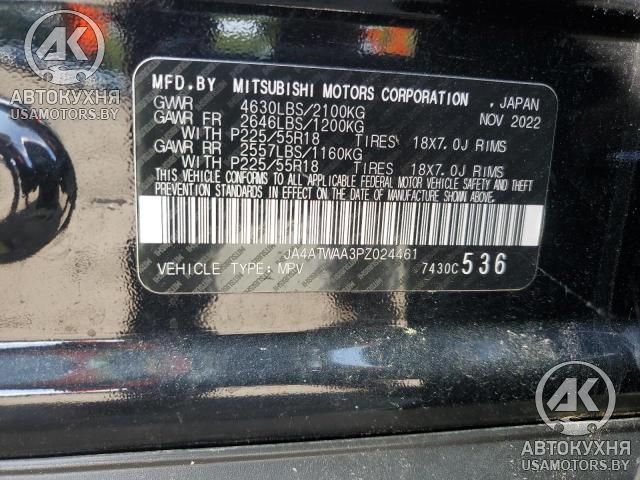 AK
АВТОКУХНЯ
USAMOTORS.BY
MFD.BY MITSUBISHI MOTORS CORPORATION . JAPAN
GVWR 4630LBS/2100KG NOV 2022
GAWR FR 2646LBS/1200KG
WITH P225/55R18 TIRES 18X7.0J RIMS
GAWR RR 2557LBS/1160KG
WITH P225/55R18 TIRES 18X7.0J RIMS
THIS VEHICLE CONFORMS TO ALL APPLICABLE FEDERAL MOTOR VEHICLE SAFETY AND THEFT
PREVENTION STANDARDS IN EFFECT ON THE DATE OF MANUFACTURE SHOWN ABOVE.
JA4ATWAA3PZ024461
VEHICLE TYPE: MPV 7430C 536
AK
АВТОКУХНЯ
USAMOTORS.BY